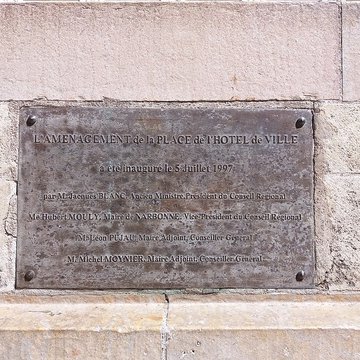 L'AMENAGEMENT de la PLACE de l'HOTEL de VILLE
a été inauguré le 5 Juillet 1997
par M. Jacques BLANC, Ancien Ministre, Président du Conseil Régional
Me Hubert MOULY, Maire de NARBONNE, Vice Président du Conseil Régional
M. Léon PUJAU, Maire Adjoint, Conseiller Général
M. Michel MOYNIER, Maire Adjoint, Conseiller Général